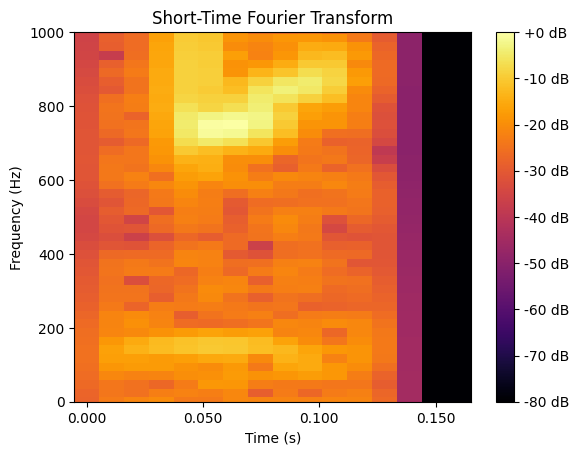 Short-Time Fourier Transform
1000
800
600
400
200
0
Frequency (Hz)
0.000
0.050
0.100
0.150
Time (s)
+0 dB
-10 dB
-20 dB
-30 dB
-40 dB
-50 dB
-60 dB
-70 dB
-80 dB